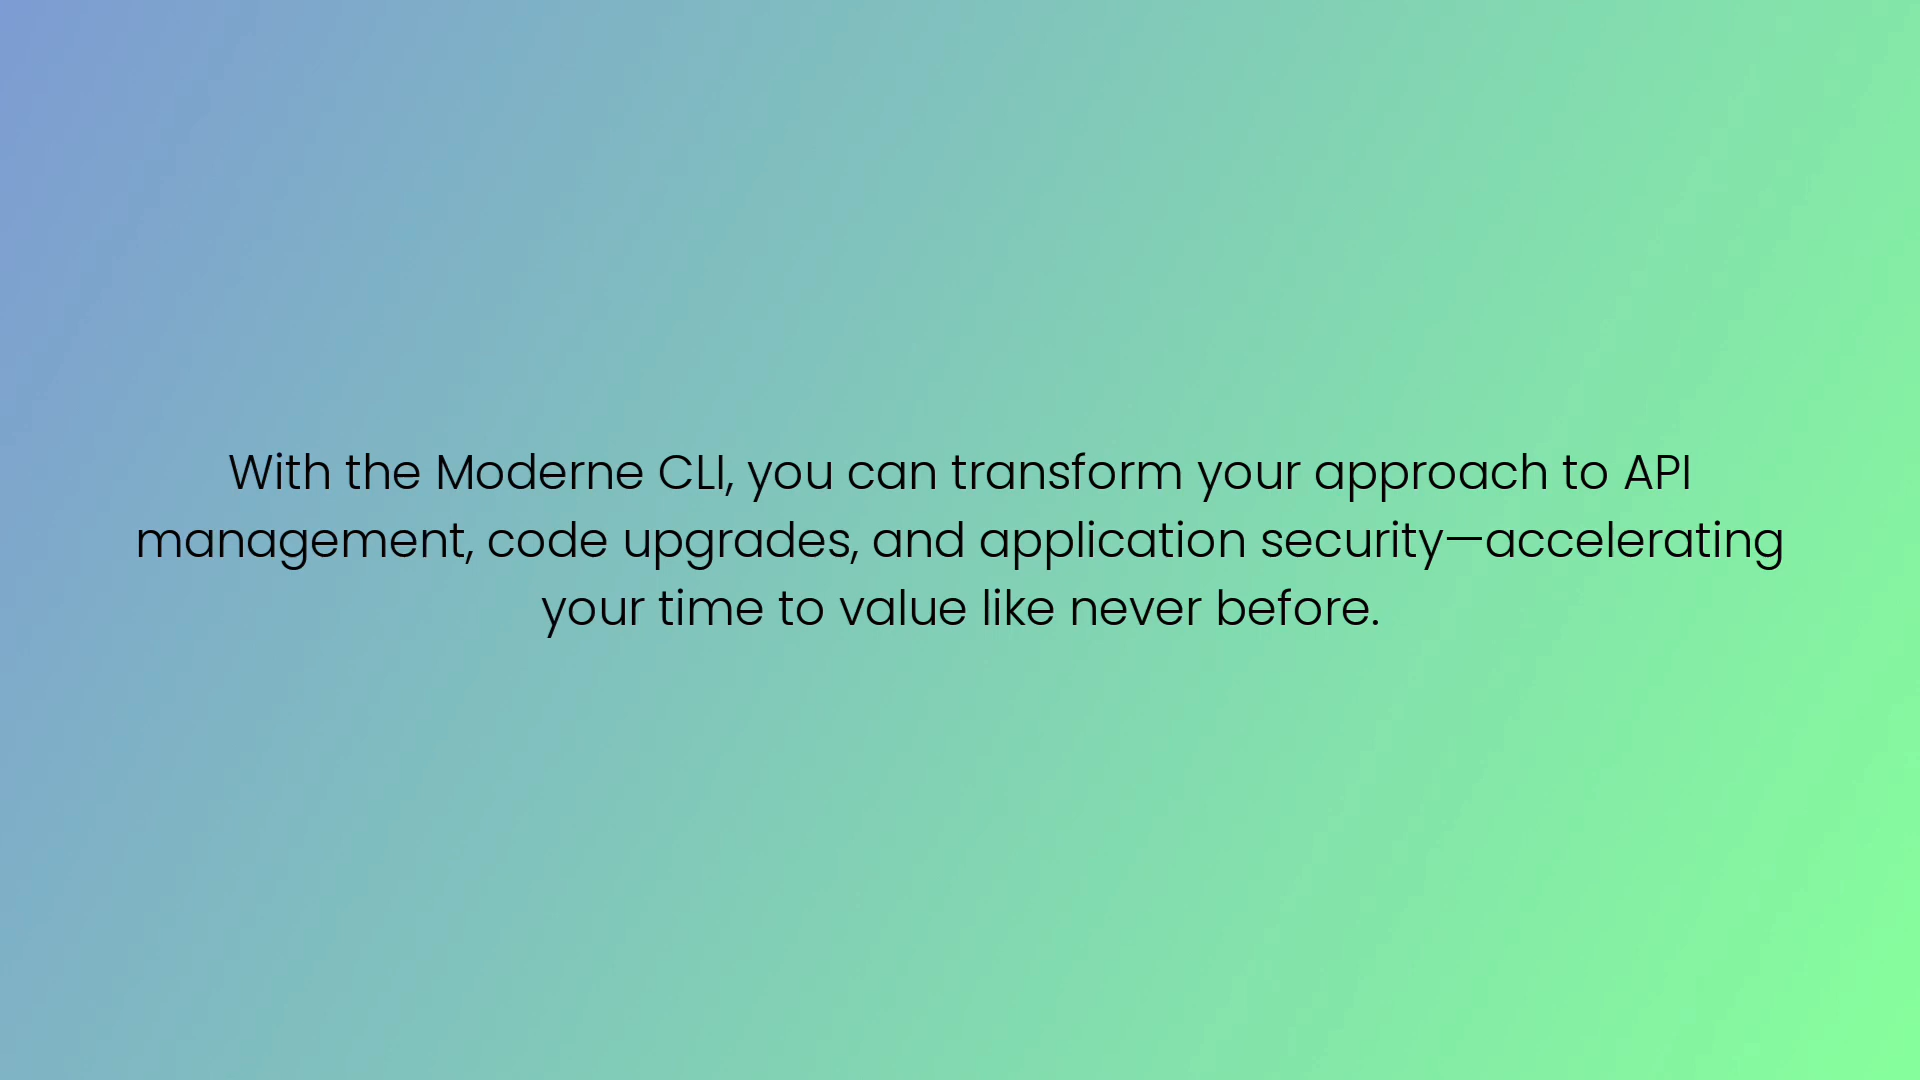 With the Moderne CLI, you can transform your approach to API
management, code upgrades, and application security—accelerating
your time to value like never before.